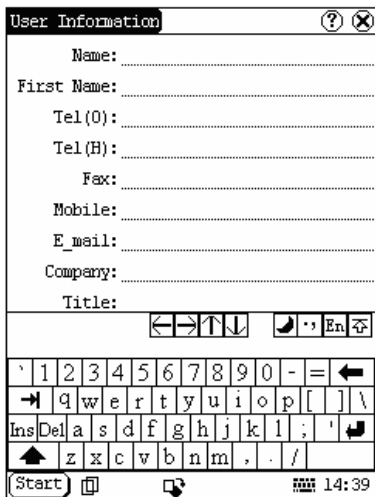 User Information ?
Name:
First Name:
Tel(O):
Tel(H):
Fax:
Mobile:
E_mail:
Company:
Title:
·, En
` 1 2 3 4 5 6 7 8 9 0 - =
q w e r t y u i o p [ ] \
Ins Del a s d f g h j k l ; '
z x c v b n m , . /
Start 14:39